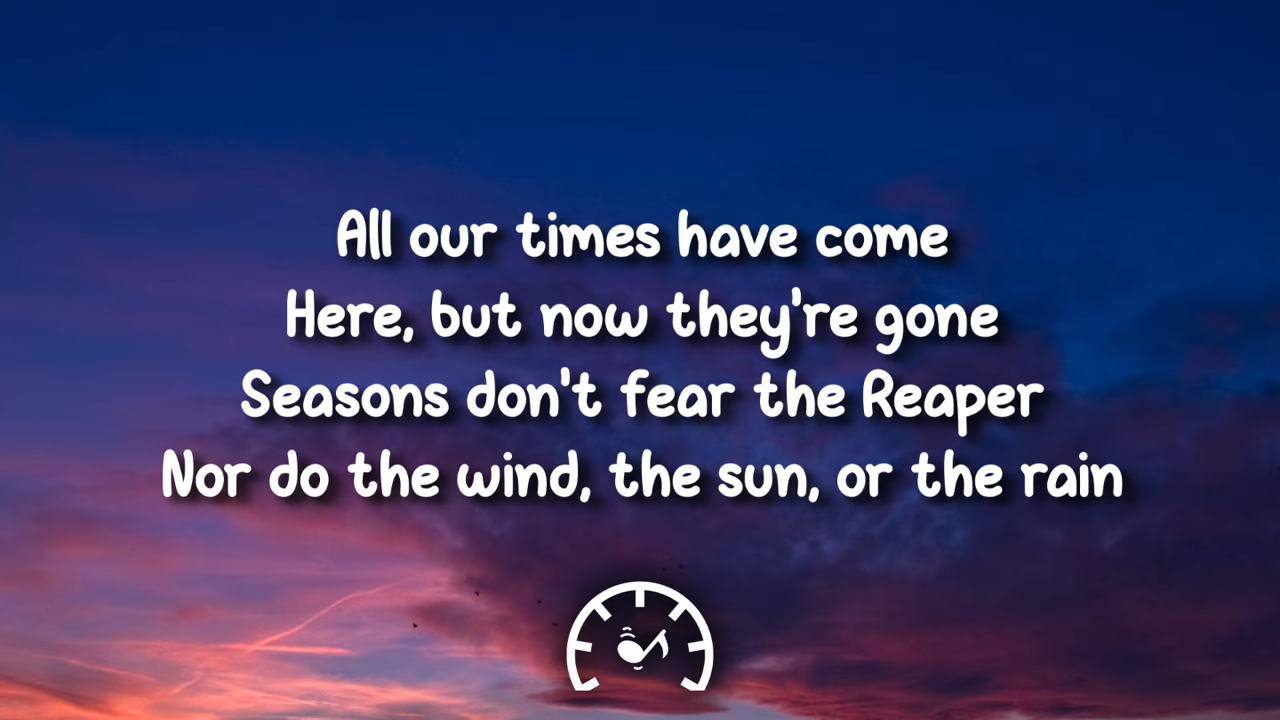 All our times have come
Here, but now they're gone
Seasons don't fear the Reaper
Nor do the wind, the sun, or the rain